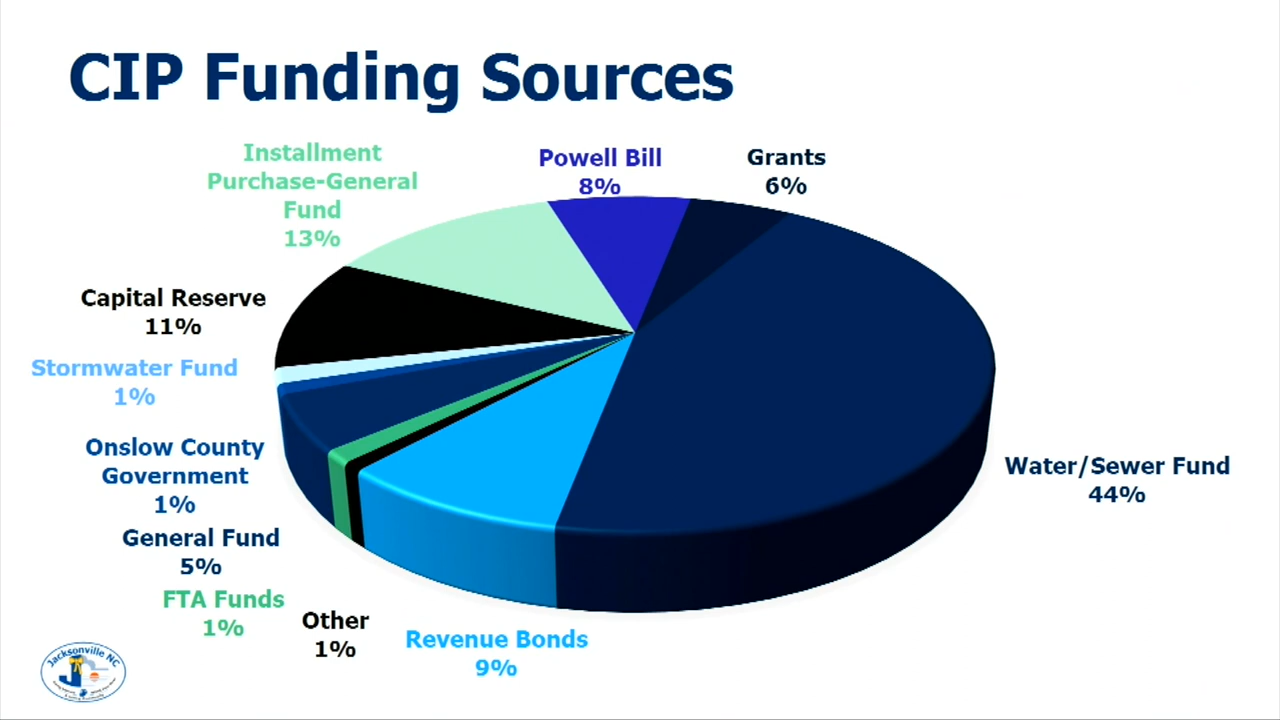 CIP Funding Sources
Installment
Purchase-General
Fund
13%
Powell Bill
8%
Grants
6%
Capital Reserve
11%
Stormwater Fund
1%
Onslow County
Government
1%
General Fund
5%
FTA Funds
1%
Other
1%
Revenue Bonds
9%
Water/Sewer Fund
44%
Jacksonville NC